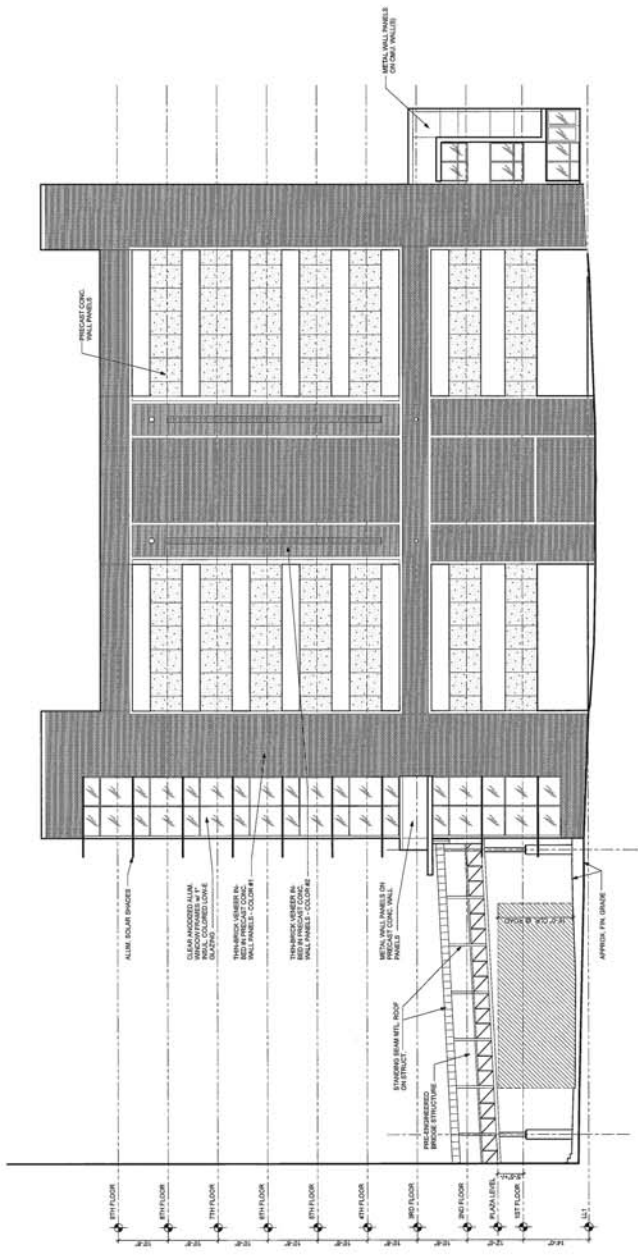 METAL WALL PANELS
ON CMU. WALL(S)
PRECAST CONC.
WALL PANELS
ALUM. SOLAR SHADES
CLEAR ANODIZED ALUM.
WINDOW FRAMES w/ 1"
INSUL. COLORED LOW-E
GLAZING
THIN-BRICK VENEER IN-
BED IN PRECAST CONC.
WALL PANELS - COLOR #1
THIN-BRICK VENEER IN-
BED IN PRECAST CONC.
WALL PANELS - COLOR #2
METAL WALL PANELS ON
PRECAST CONC. WALL
PANELS
STANDING SEAM MTL. ROOF
ON STRUCT.
PRE-ENGINEERED
BRIDGE STRUCTURE
APPROX. FIN. GRADE
9TH FLOOR
8TH FLOOR
7TH FLOOR
6TH FLOOR
5TH FLOOR
4TH FLOOR
3RD FLOOR
2ND FLOOR
PLAZA LEVEL
1ST FLOOR
LL1